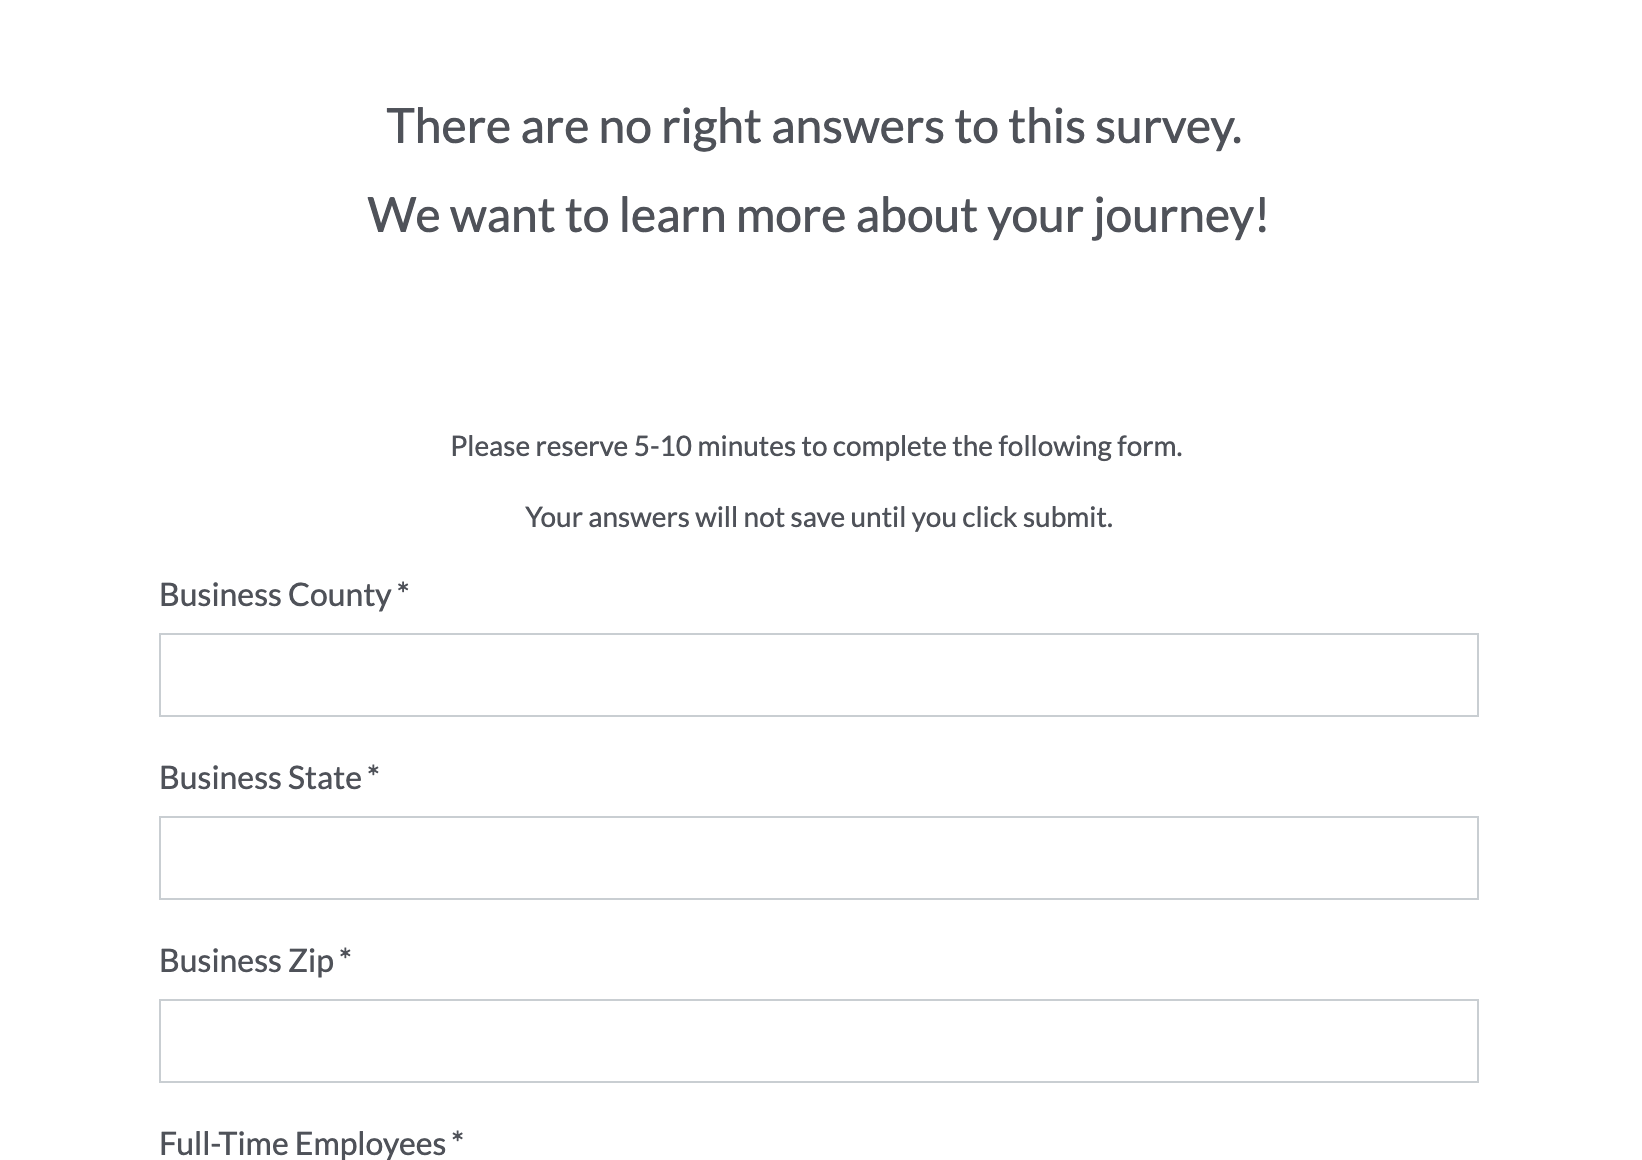 There are no right answers to this survey.
We want to learn more about your journey!
Please reserve 5-10 minutes to complete the following form.
Your answers will not save until you click submit.
Business County *
Business State *
Business Zip *
Full-Time Employees *